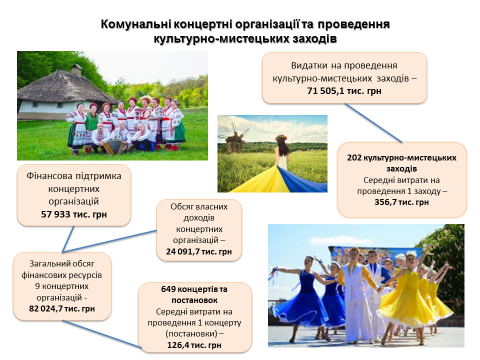 Комунальні концертні організації та проведення
культурно-мистецьких заходів
Видатки на проведення
культурно-мистецьких заходів –
71 505,1 тис. грн
202 культурно-мистецьких
заходів
Середні витрати на
проведення 1 заходу –
356,7 тис. грн
Фінансова підтримка
концертних
організацій
57 933 тис. грн
Обсяг власних
доходів
концертних
організацій –
24 091,7 тис. грн
Загальний обсяг
фінансових ресурсів
9 концертних
організацій -
82 024,7 тис. грн
649 концертів та
постановок
Середні витрати на
проведення 1 концерту
(постановки) –
126,4 тис. грн